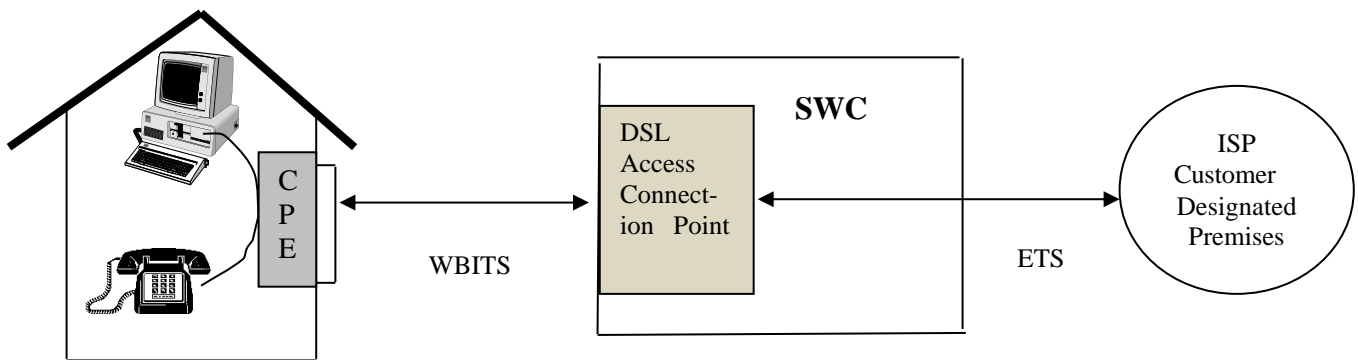 C
P
E
WBITS
DSL
Access
Connect-
ion Point
SWC
ETS
ISP
Customer
Designated
Premises